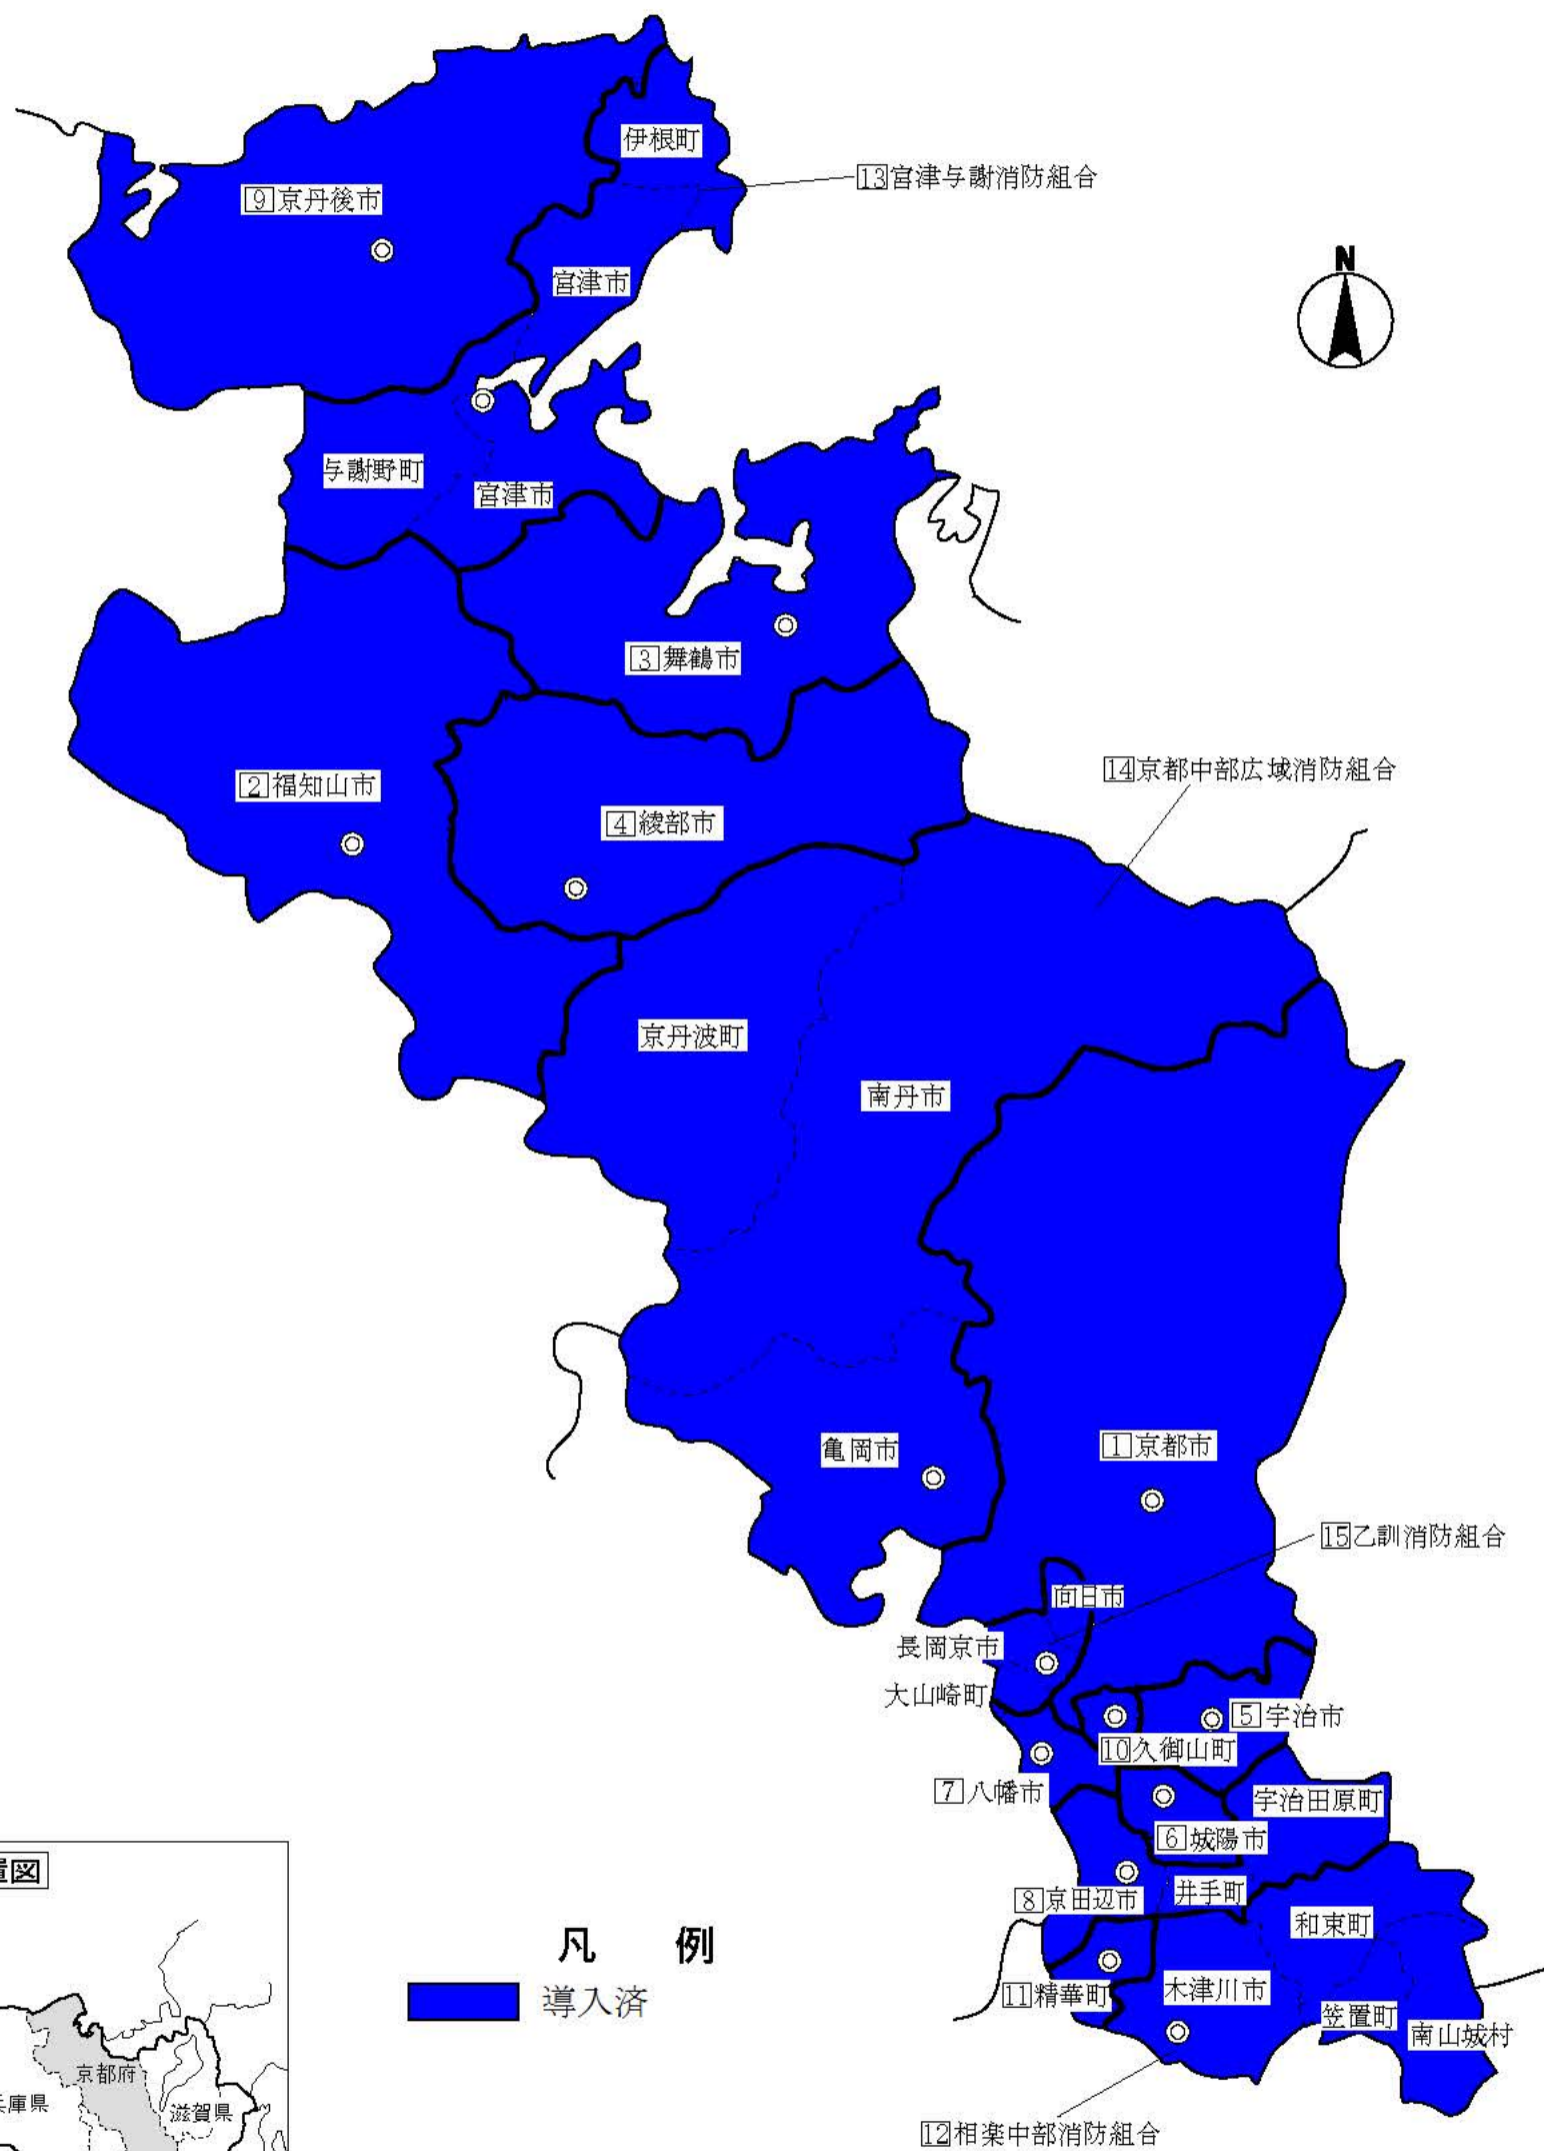 伊根町
13宮津与謝消防組合
9京丹後市
N
宮津市
与謝野町
宮津市
3舞鶴市
14京都中部広域消防組合
2福知山市
4綾部市
京丹波町
南丹市
亀岡市
1京都市
15乙訓消防組合
向日市
長岡京市
大山崎町
5宇治市
10久御山町
7八幡市
宇治田原町
6城陽市
8京田辺市
井手町
和束町
11精華町
木津川市
笠置町
南山城村
12相楽中部消防組合
凡 例
導入済
置図
京都府
兵庫県
滋賀県